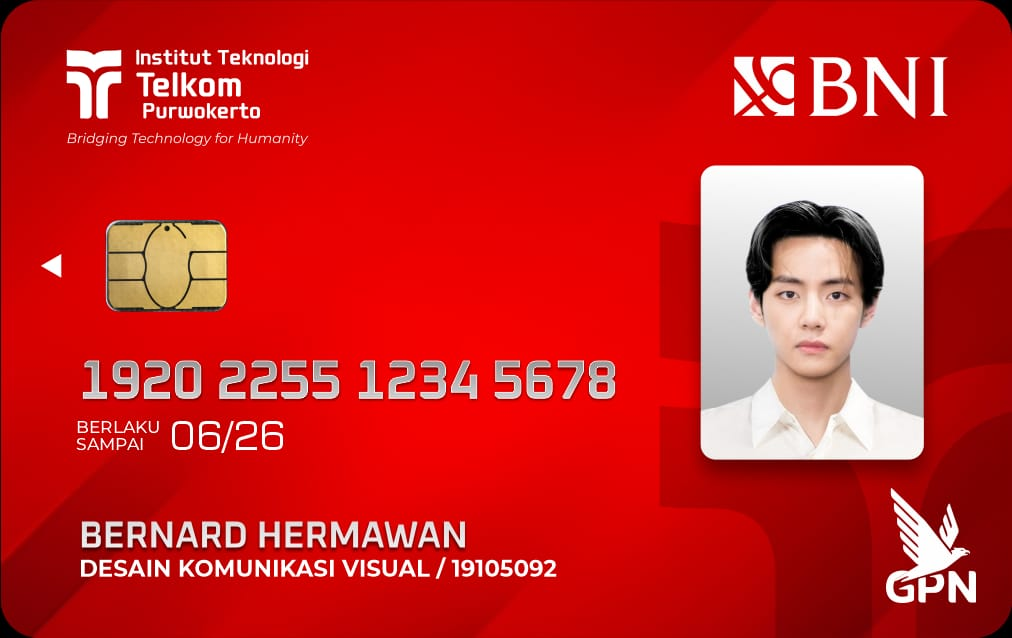 Institut Teknologi
Telkom
Purwokerto
Bridging Technology for Humanity
BNI
1920 2255 1234 5678
BERLAKU
SAMPAI 06/26
BERNARD HERMAWAN
DESAIN KOMUNIKASI VISUAL / 19105092
GPN